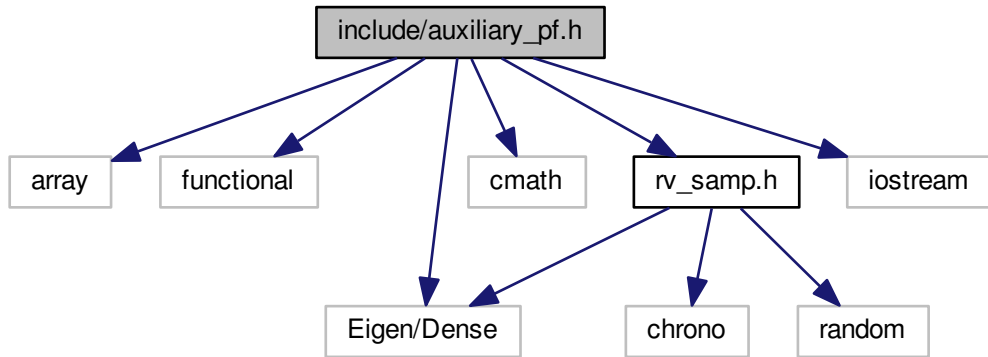 include/auxiliary_pf.h
array
functional
cmath
rv_samp.h
iostream
Eigen/Dense
chrono
random